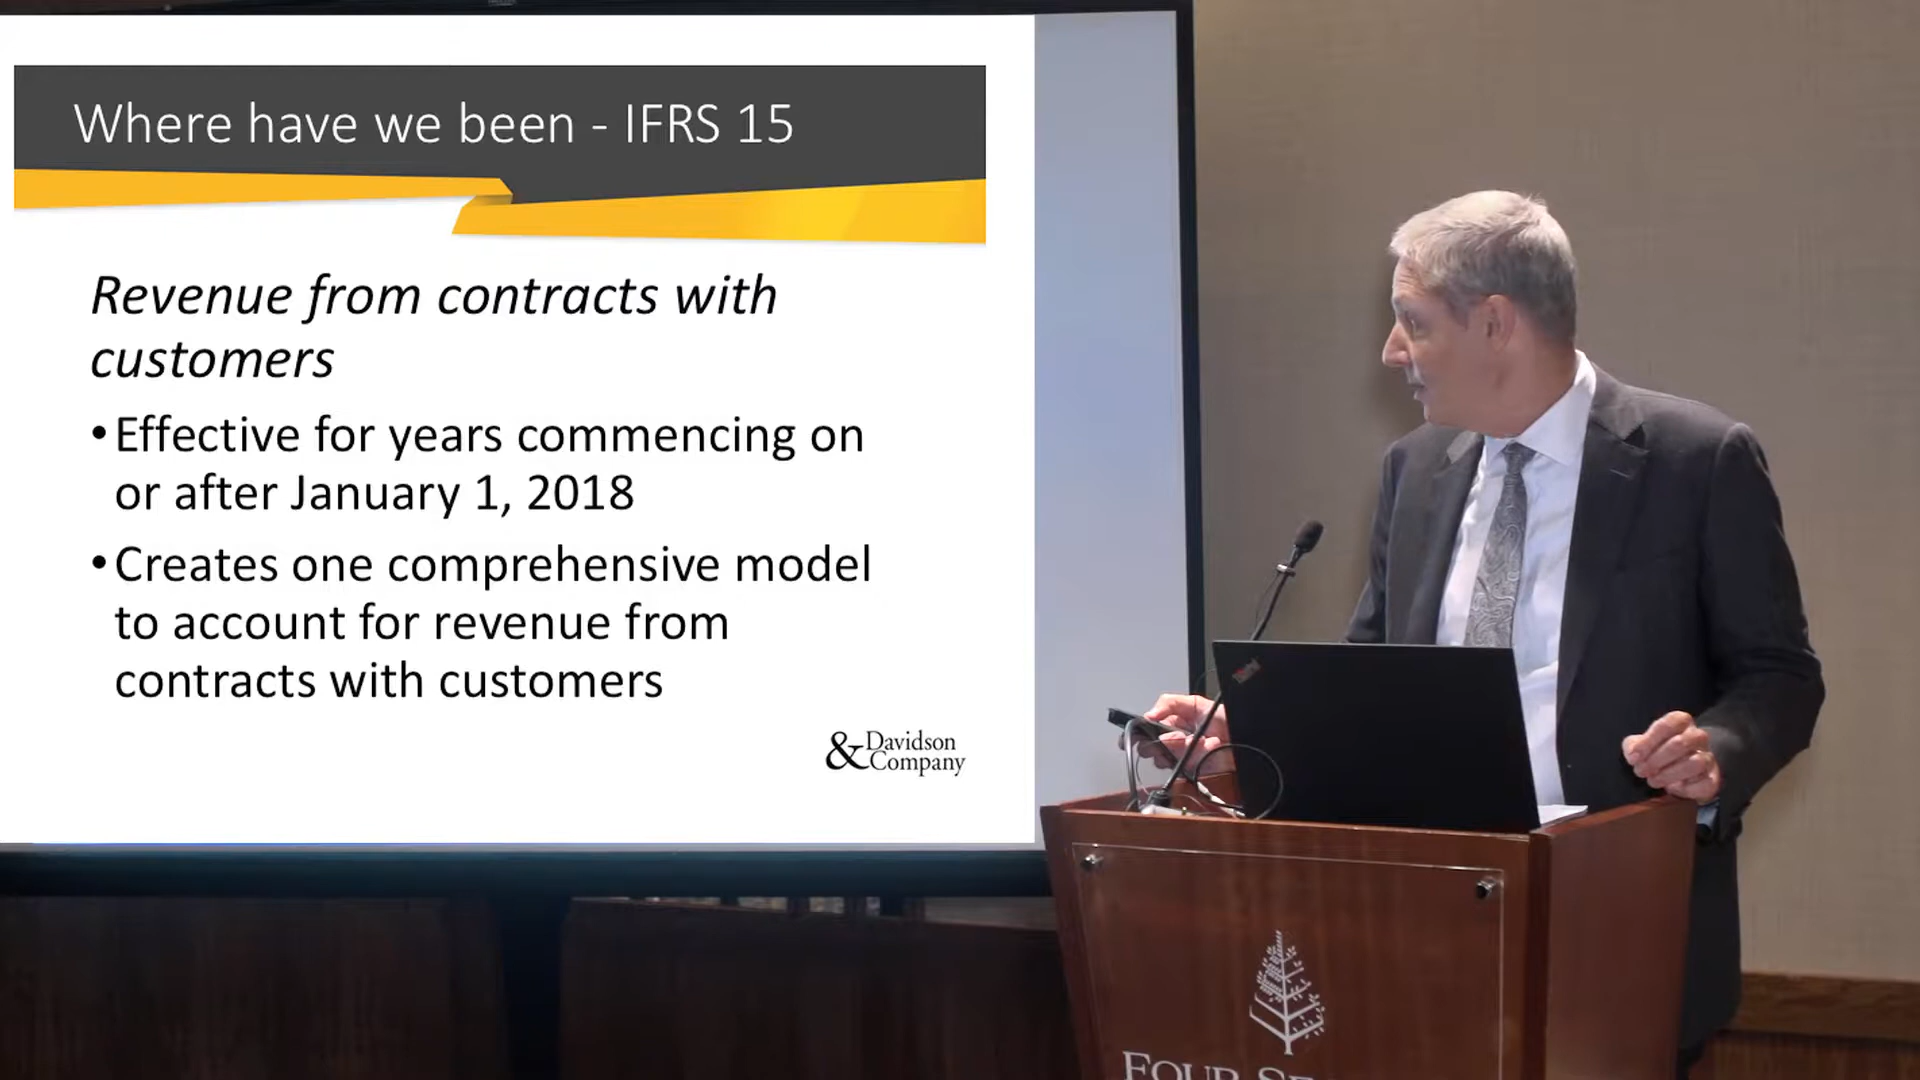 Where have we been - IFRS 15
Revenue from contracts with
customers
•Effective for years commencing on
or after January 1, 2018
•Creates one comprehensive model
to account for revenue from
contracts with customers
& Davidson
Company
FOUR